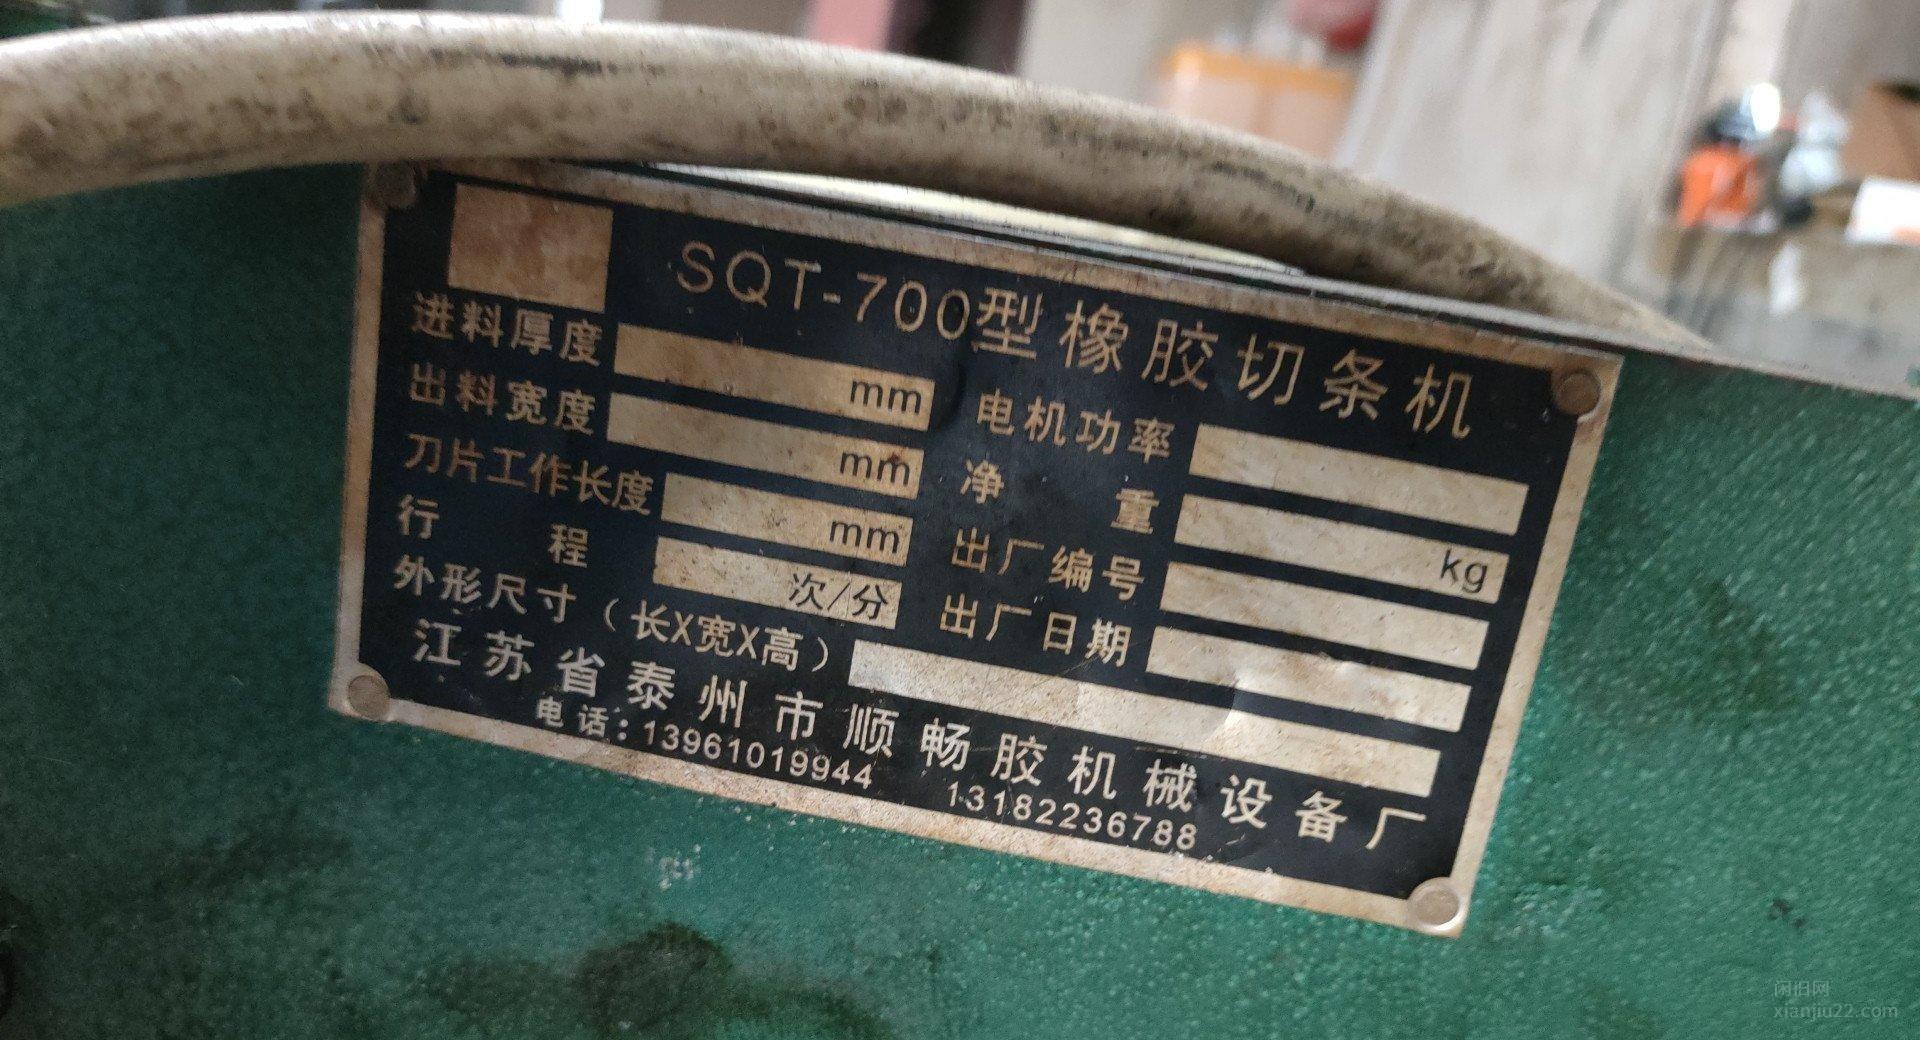 SQT-700型橡胶切条机
进料厚度 mm 电机功率
出料宽度 mm 净 重 kg
刀片工作长度 mm 出厂编号
行 程 次/分 出厂日期
外形尺寸（长X宽X高）
江苏省泰州市顺畅胶机械设备厂
电话：13961019944 13182236788
闲旧网
xianjiu22.com